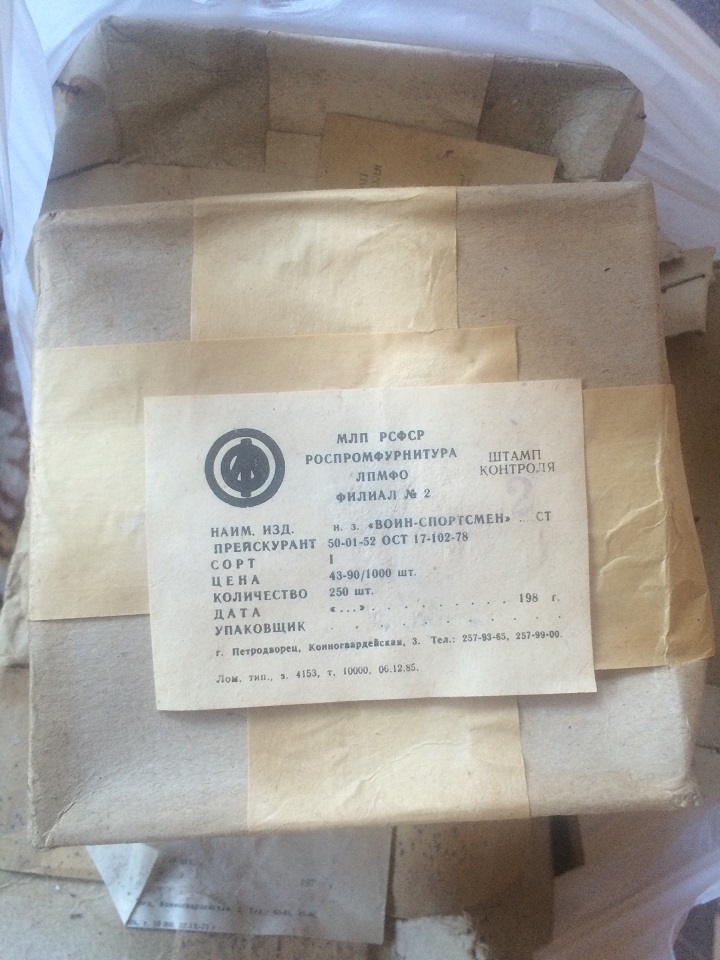 МЛП РСФСР
РОСПРОМФУРНИТУРА
ЛПМФО
ФИЛИАЛ № 2
ШТАМП
КОНТРОЛЯ
НАИМ. ИЗД. н. з. «ВОИН-СПОРТСМЕН» ... СТ
ПРЕЙСКУРАНТ 50-01-52 ОСТ 17-102-78
СОРТ I
ЦЕНА 43-90/1000 шт.
КОЛИЧЕСТВО 250 шт.
ДАТА «...» . . . . . . . . . . 198 г.
УПАКОВЩИК . . . . . . . . . . . . .
г. Петродворец, Конногвардейская, 3. Тел.: 257-93-65, 257-99-00.
Лом. тип., з. 4153, т. 10000, 06.12.85.
197